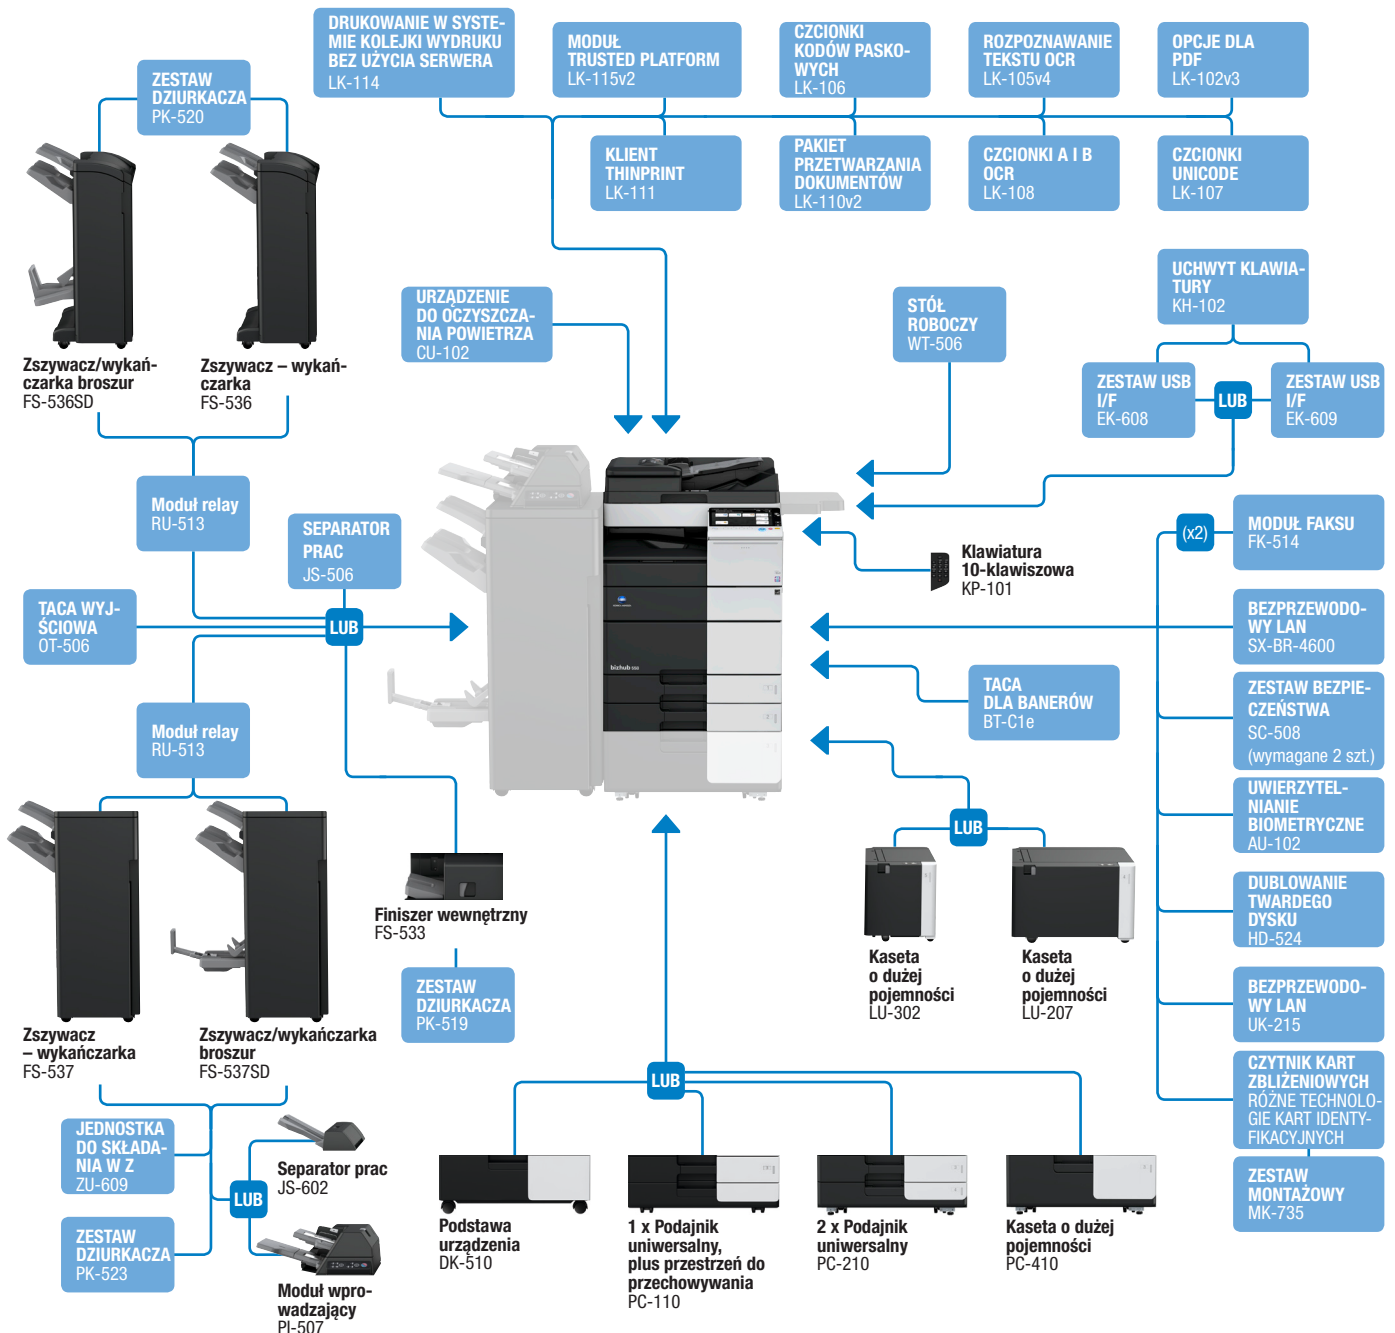 DRUKOWANIE W SYSTE-
MIE KOLEJKI WYDRUKU
BEZ UŻYCIA SERWERA
LK-114
MODUŁ
TRUSTED PLATFORM
LK-115v2
CZCIONKI
KODÓW PASKO-
WYCH
LK-106
ROZPOZNAWANIE
TEKSTU OCR
LK-105v4
OPCJE DLA
PDF
LK-102v3
ZESTAW
DZIURKACZA
PK-520
KLIENT
THINPRINT
LK-111
PAKIET
PRZETWARZANIA
DOKUMENTÓW
LK-110v2
CZCIONKI A I B
OCR
LK-108
CZCIONKI
UNICODE
LK-107
URZĄDZENIE
DO OCZYSZCZA-
NIA POWIETRZA
CU-102
STÓŁ
ROBOCZY
WT-506
UCHWYT KLAWIA-
TURY
KH-102
ZESTAW USB
I/F
EK-608
LUB
ZESTAW USB
I/F
EK-609
Zszywacz/wykań-
czarka broszur
FS-536SD
Zszywacz – wykań-
czarka
FS-536
Moduł relay
RU-513
SEPARATOR
PRAC
JS-506
TACA WYJ-
ŚCIOWA
OT-506
LUB
Moduł relay
RU-513
Klawiatura
10-klawiszowa
KP-101
bizhub
TACA
DLA BANERÓW
BT-C1e
(x2)
MODUŁ FAKSU
FK-514
BEZPRZEWODO-
WY LAN
SX-BR-4600
ZESTAW BEZPIE-
CZEŃSTWA
SC-508
(wymagane 2 szt.)
UWIERZYTEL-
NIANIE
BIOMETRYCZNE
AU-102
DUBLOWANIE
TWARDEGO
DYSKU
HD-524
BEZPRZEWODO-
WY LAN
UK-215
CZYTNIK KART
ZBLIŻENIOWYCH
RÓŻNE TECHNOLO-
GIE KART IDENTY-
FIKACYJNYCH
ZESTAW
MONTAŻOWY
MK-735
LUB
Kaseta
o dużej
pojemności
LU-302
Kaseta
o dużej
pojemności
LU-207
Finiszer wewnętrzny
FS-533
ZESTAW
DZIURKACZA
PK-519
Zszywacz
– wykańczarka
FS-537
Zszywacz/wykańczarka
broszur
FS-537SD
JEDNOSTKA
DO SKŁADA-
NIA W Z
ZU-609
ZESTAW
DZIURKACZA
PK-523
LUB
Separator prac
JS-602
Moduł wpro-
wadzający
PI-507
LUB
Podstawa
urządzenia
DK-510
1 x Podajnik
uniwersalny,
plus przestrzeń do
przechowywania
PC-110
2 x Podajnik
uniwersalny
PC-210
Kaseta o dużej
pojemności
PC-410